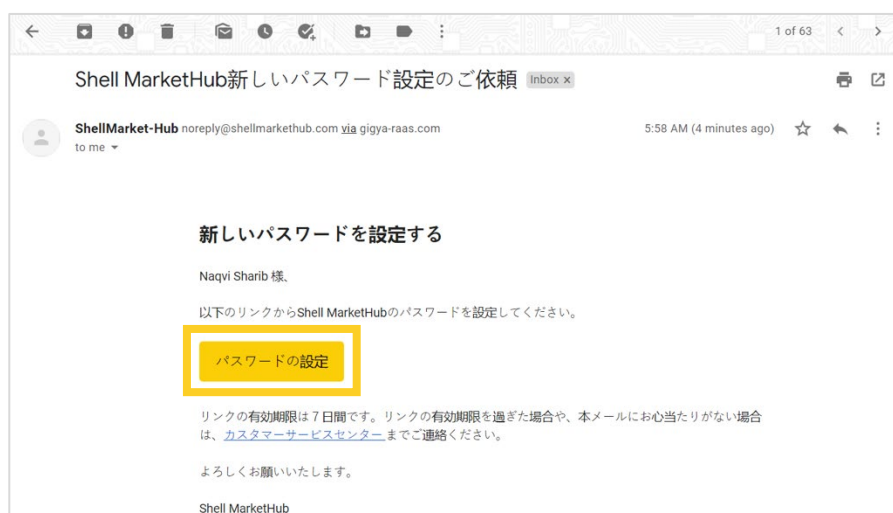 1 of 63
Shell MarketHub新しいパスワード設定のご依頼 Inbox ×
ShellMarket-Hub noreply@shellmarkethub.com via gigya-raas.com 5:58 AM (4 minutes ago)
to me
新しいパスワードを設定する
Naqvi Sharib 様、
以下のリンクからShell MarketHubのパスワードを設定してください。
パスワードの設定
リンクの有効期限は7日間です。リンクの有効期限を過ぎた場合や、本メールにお心当たりがない場合
は、カスタマーサービスセンター までご連絡ください。
よろしくお願いいたします。
Shell MarketHub